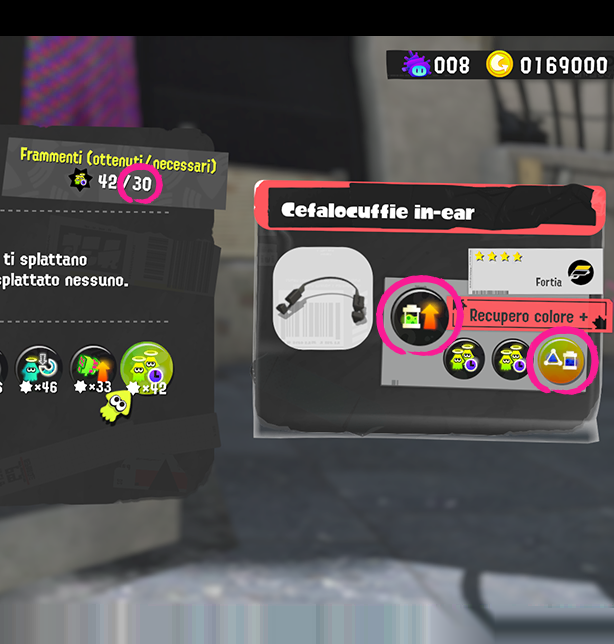 008 0169000
Frammenti (ottenuti/necessari)
42/30
Cefalocuffie in-ear
Fortia
ti splattano
splattato nessuno.
Recupero colore +
×46 ×33 ×42